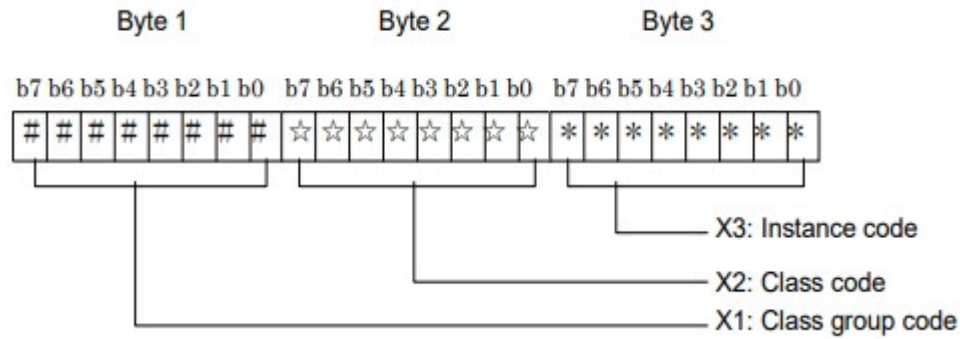 Byte 1 Byte 2 Byte 3
b7 b6 b5 b4 b3 b2 b1 b0 b7 b6 b5 b4 b3 b2 b1 b0 b7 b6 b5 b4 b3 b2 b1 b0
# # # # # # # # ☆ ☆ ☆ ☆ ☆ ☆ ☆ ☆ * * * * * * * *
X3: Instance code
X2: Class code
X1: Class group code